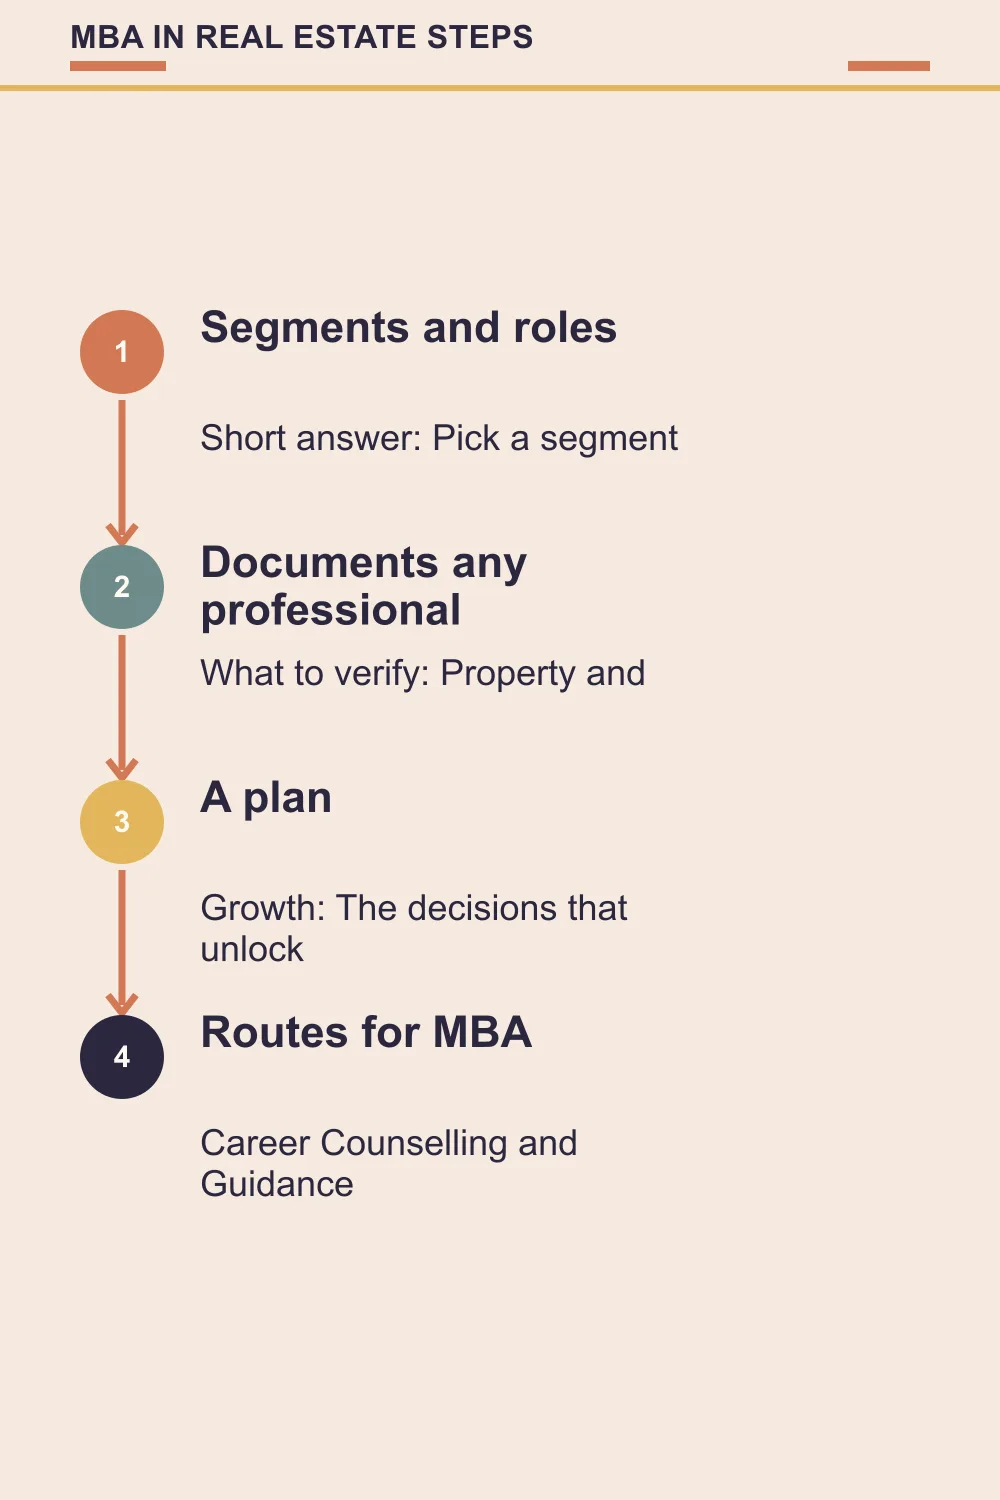 MBA IN REAL ESTATE STEPS
1
Segments and roles
Short answer: Pick a segment
2
Documents any
professional
What to verify: Property and
3
A plan
Growth: The decisions that
unlock
4
Routes for MBA
Career Counselling and
Guidance